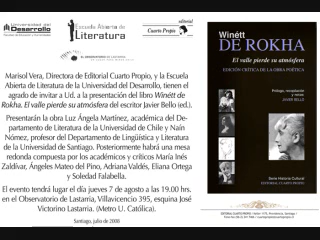 Universidad del
Desarrollo
Escuela Abierta de
Literatura
editorial
Cuarto Propio
Marisol Vera, Directora de Editorial Cuarto Propio, y la Escuela
Abierta de Literatura de la Universidad del Desarrollo, tienen el
agrado de invitar a Ud. a la presentación del libro Winétt de
Rokha. El valle pierde su atmósfera del escritor Javier Bello (ed.).
Presentarán la obra Luz Ángela Martínez, académica del De-
partamento de Literatura de la Universidad de Chile y Naín
Nómez, profesor del Departamento de Lingüística y Literatura
de la Universidad de Santiago. Posteriormente habrá una mesa
redonda compuesta por los académicos y críticos María Inés
Zaldívar, Ángeles Mateo del Pino, Adriana Valdés, Eliana Ortega
y Soledad Falabella.
El evento tendrá lugar el día jueves 7 de agosto a las 19.00 hrs.
en el Observatorio de Lastarria, Villavicencio 395, esquina José
Victorino Lastarria. (Metro U. Católica).
Santiago, julio de 2008
Winétt
DE ROKHA
El valle pierde su atmósfera
EDICIÓN CRÍTICA DE LA OBRA POÉTICA
Prólogo, recopilación
y notas
JAVIER BELLO
Serie Historia Cultural
EDITORIAL CUARTO PROPIO